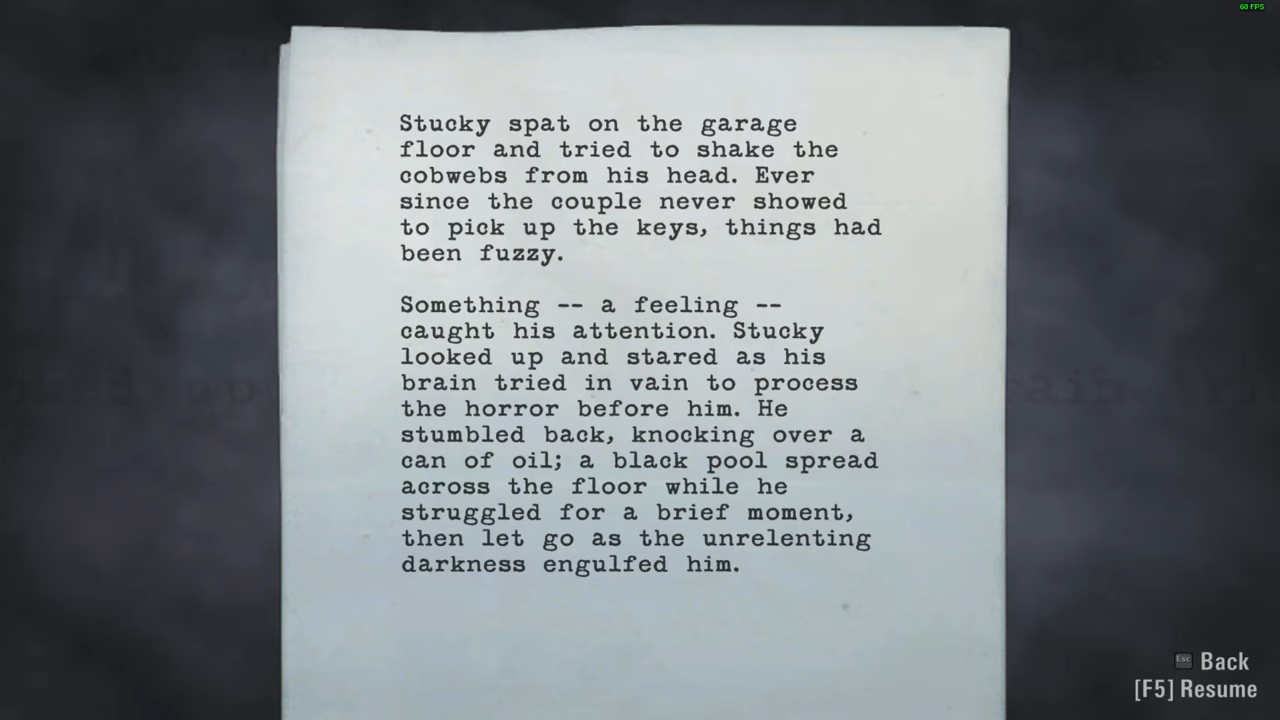 60 FPS
Stucky spat on the garage
floor and tried to shake the
cobwebs from his head. Ever
since the couple never showed
to pick up the keys, things had
been fuzzy.
Something -- a feeling --
caught his attention. Stucky
looked up and stared as his
brain tried in vain to process
the horror before him. He
stumbled back, knocking over a
can of oil; a black pool spread
across the floor while he
struggled for a brief moment,
then let go as the unrelenting
darkness engulfed him.
Esc Back
[F5] Resume